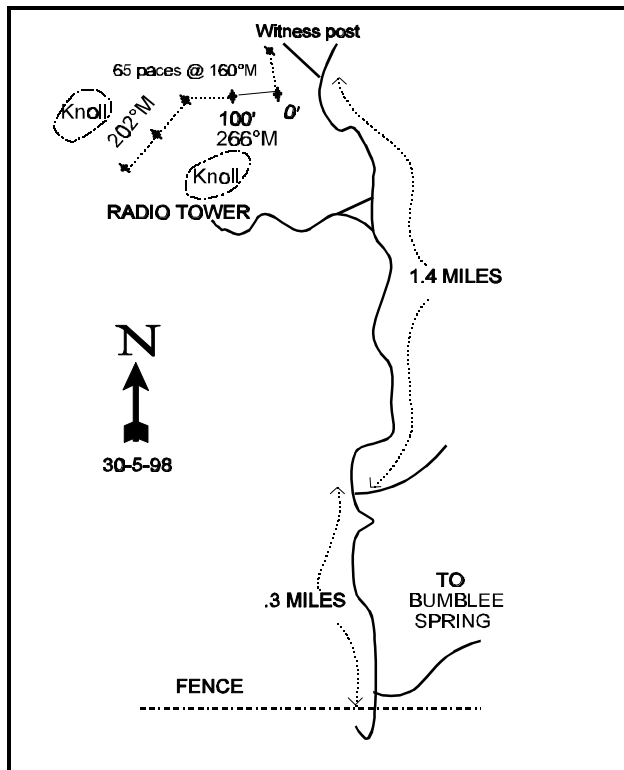 Witness post
65 paces @ 160°M
Knoll
202°M
100'
0'
266°M
Knoll
RADIO TOWER
1.4 MILES
N
30-5-98
.3 MILES
TO
BUMBLEE
SPRING
FENCE